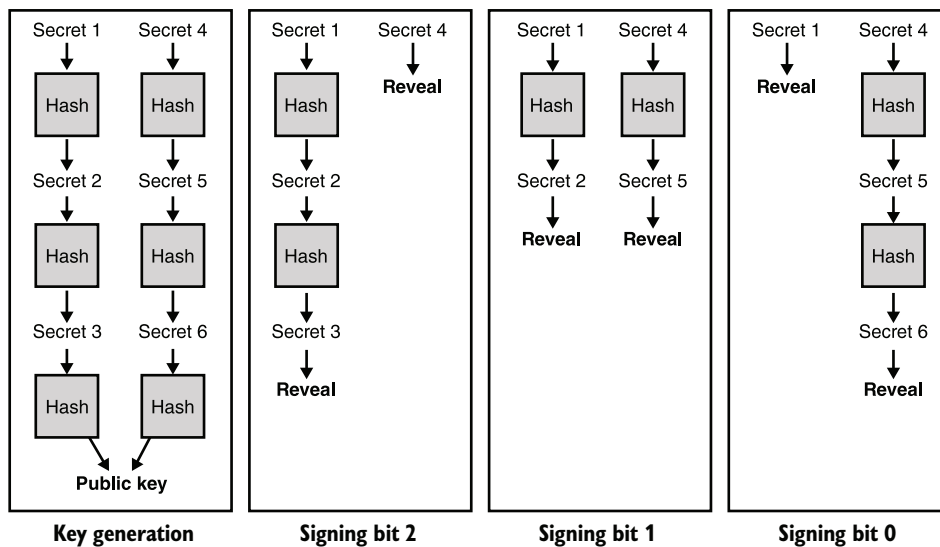 Secret 1
Secret 4
Hash
Hash
Secret 2
Secret 5
Hash
Hash
Secret 3
Secret 6
Hash
Hash
Public key
Key generation
Secret 1
Secret 4
Reveal
Hash
Secret 2
Hash
Secret 3
Reveal
Signing bit 2
Secret 1
Secret 4
Hash
Hash
Secret 2
Secret 5
Reveal
Reveal
Signing bit 1
Secret 1
Secret 4
Reveal
Hash
Secret 5
Hash
Secret 6
Reveal
Signing bit 0